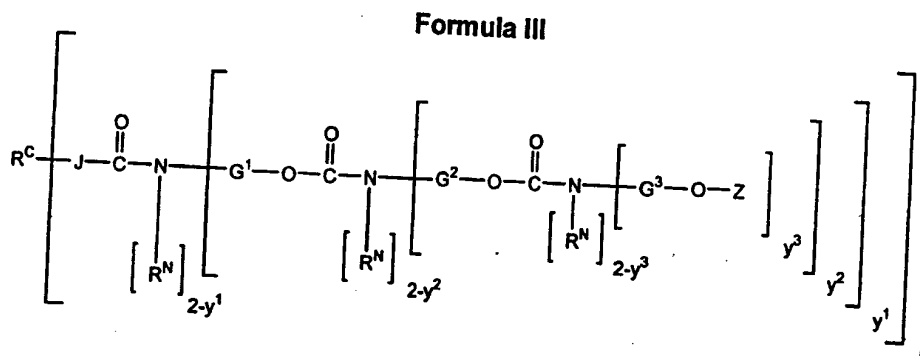 Formula III
O O O
R^C J C N G^1 O C N G^2 O C N G^3 O Z
[R^N]_{2-y^1} [R^N]_{2-y^2} [R^N]_{2-y^3} y^3 y^2 y^1